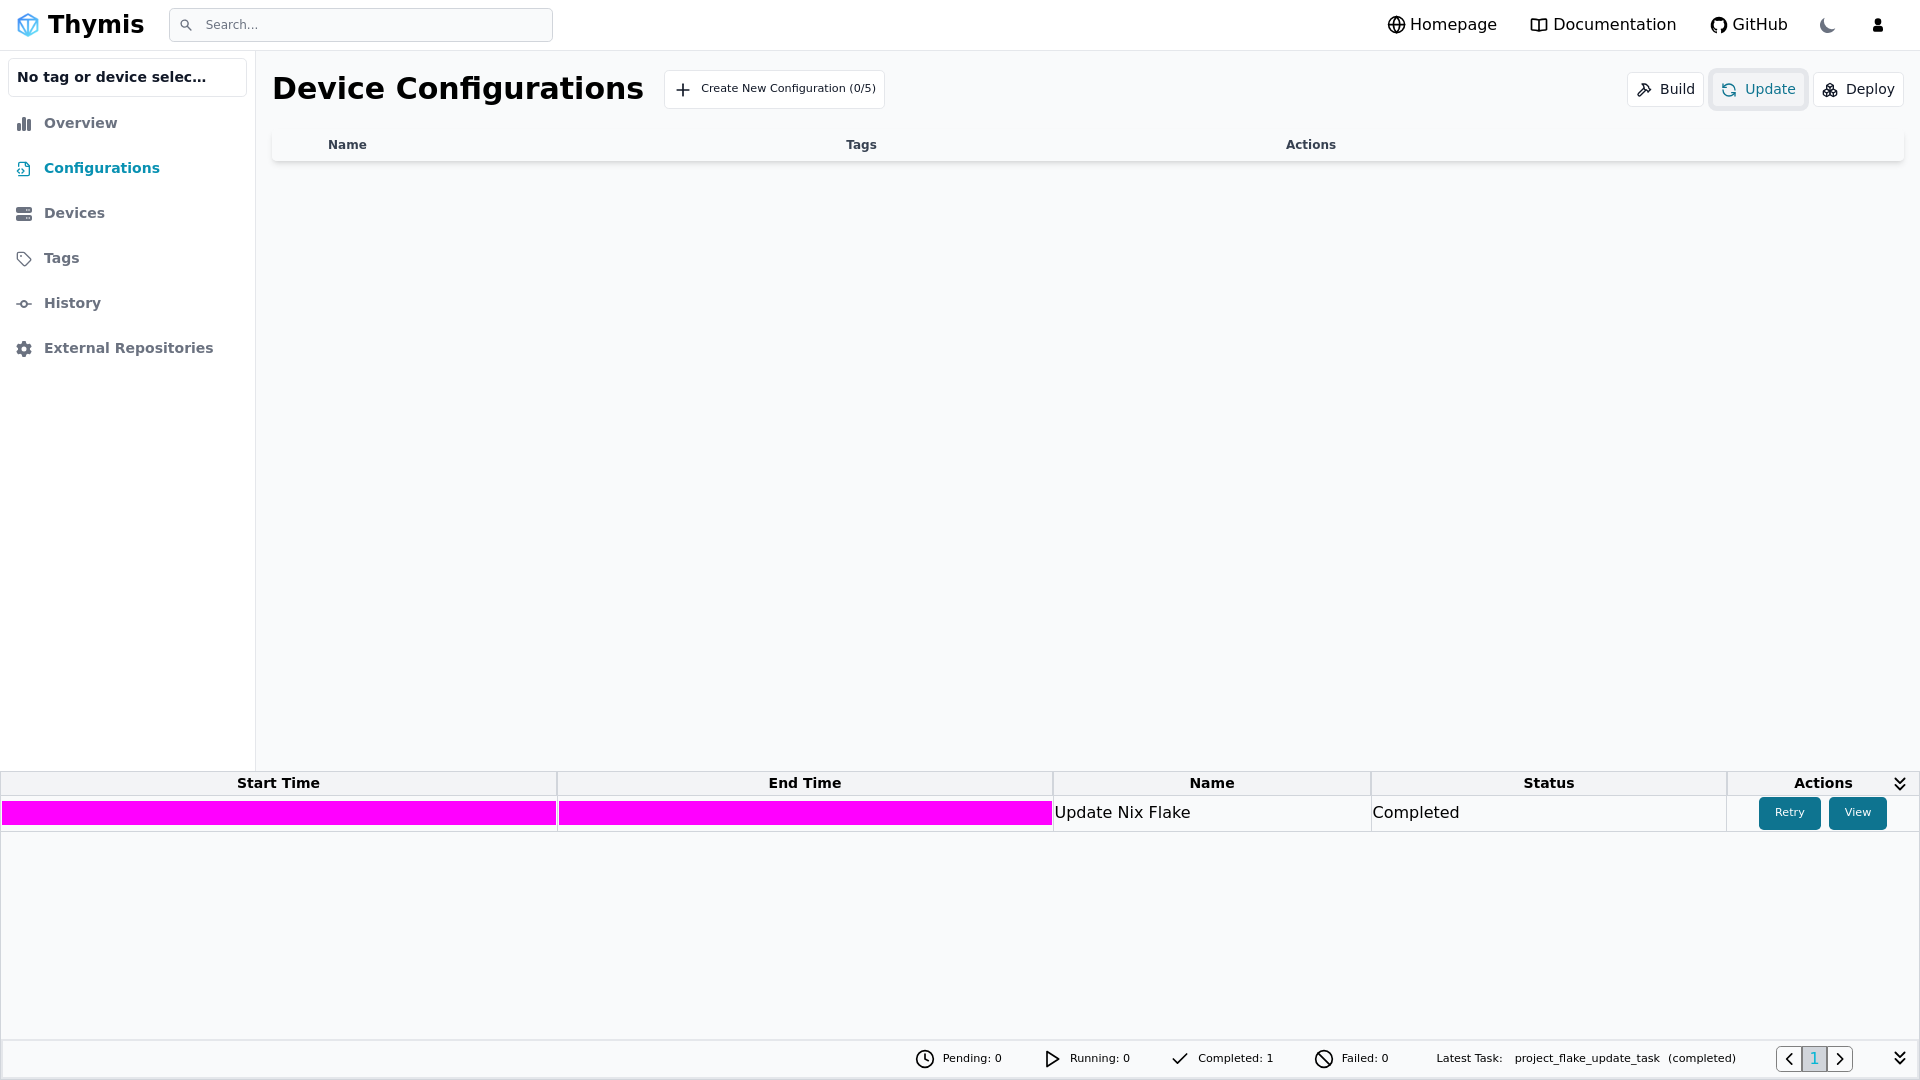 Thymis
Search...
Homepage
Documentation
GitHub
No tag or device selec...
Overview
Configurations
Devices
Tags
History
External Repositories
Device Configurations
Create New Configuration (0/5)
Build
Update
Deploy
Name Tags Actions
Start Time End Time Name Status Actions
Update Nix Flake Completed Retry View
Pending: 0 Running: 0 Completed: 1 Failed: 0 Latest Task: project_flake_update_task (completed) 1